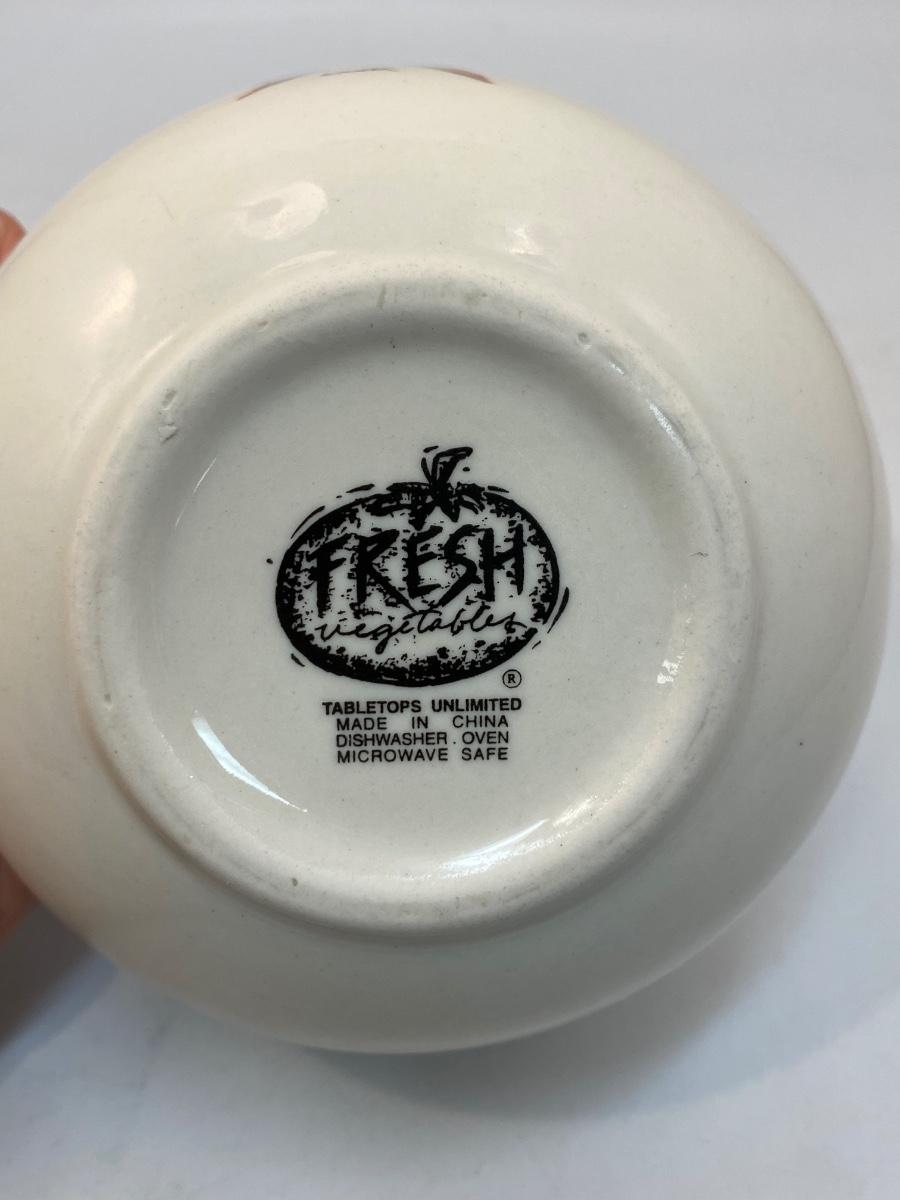 FRESH
vegetables
®
TABLETOPS UNLIMITED
MADE IN CHINA
DISHWASHER . OVEN
MICROWAVE SAFE